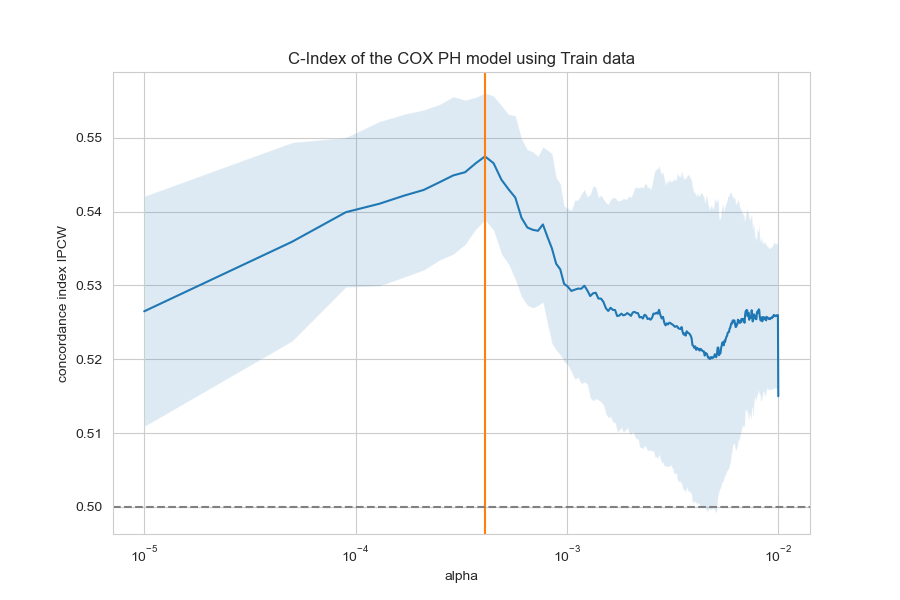 C-Index of the COX PH model using Train data
concordance index IPCW
0.55
0.54
0.53
0.52
0.51
0.50
10⁻⁵ 10⁻⁴ 10⁻³ 10⁻²
alpha